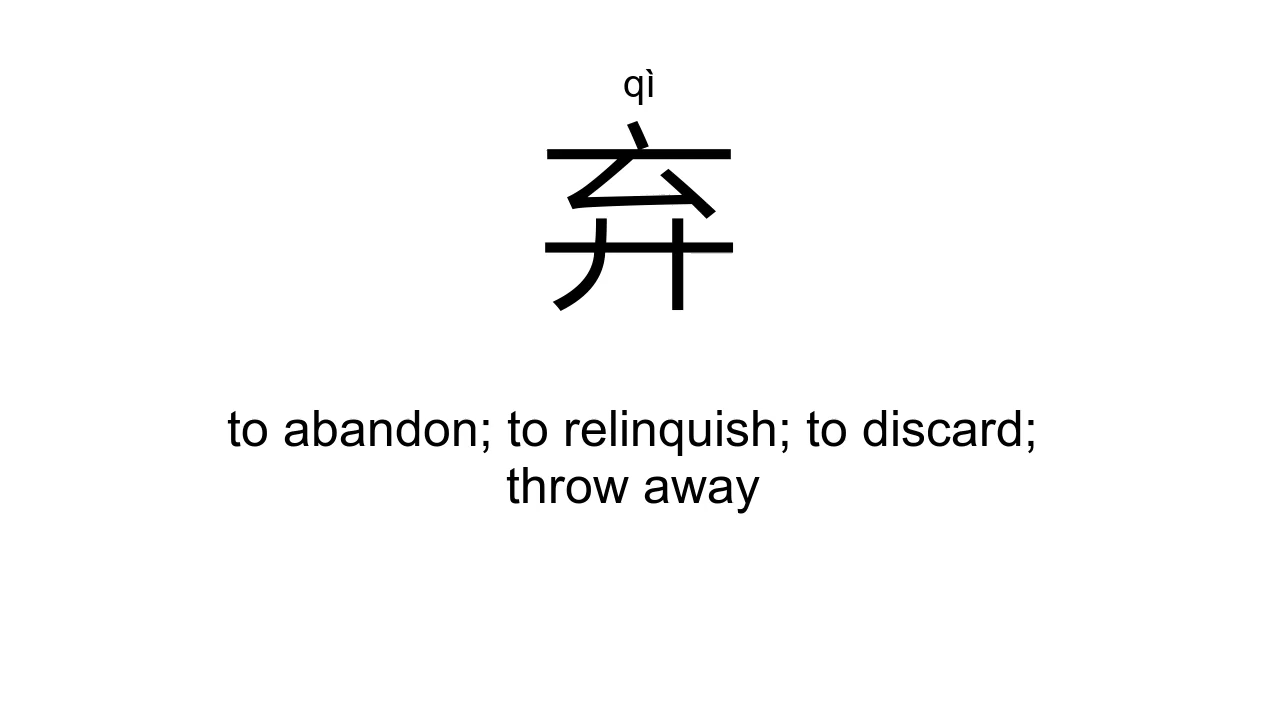 qì
弃
to abandon; to relinquish; to discard;
throw away